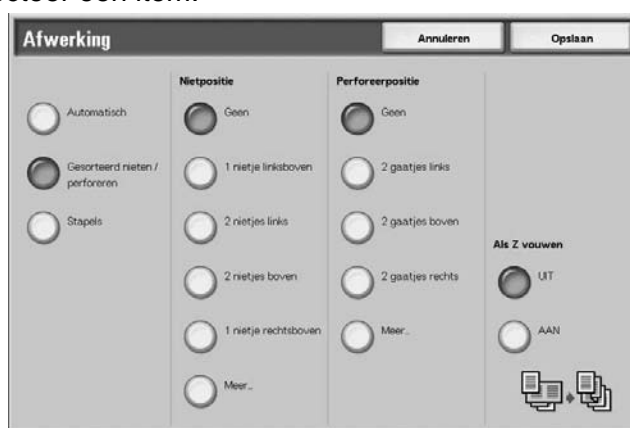 Afwerking
Annuleren
Opslaan
Automatisch
Gesorteerd nieten /
perforeren
Stapels
Nietpositie
Geen
1 nietje linksboven
2 nietjes links
2 nietjes boven
1 nietje rechtsboven
Meer...
Perforeerpositie
Geen
2 gaatjes links
2 gaatjes boven
2 gaatjes rechts
Meer...
Als Z vouwen
UIT
AAN